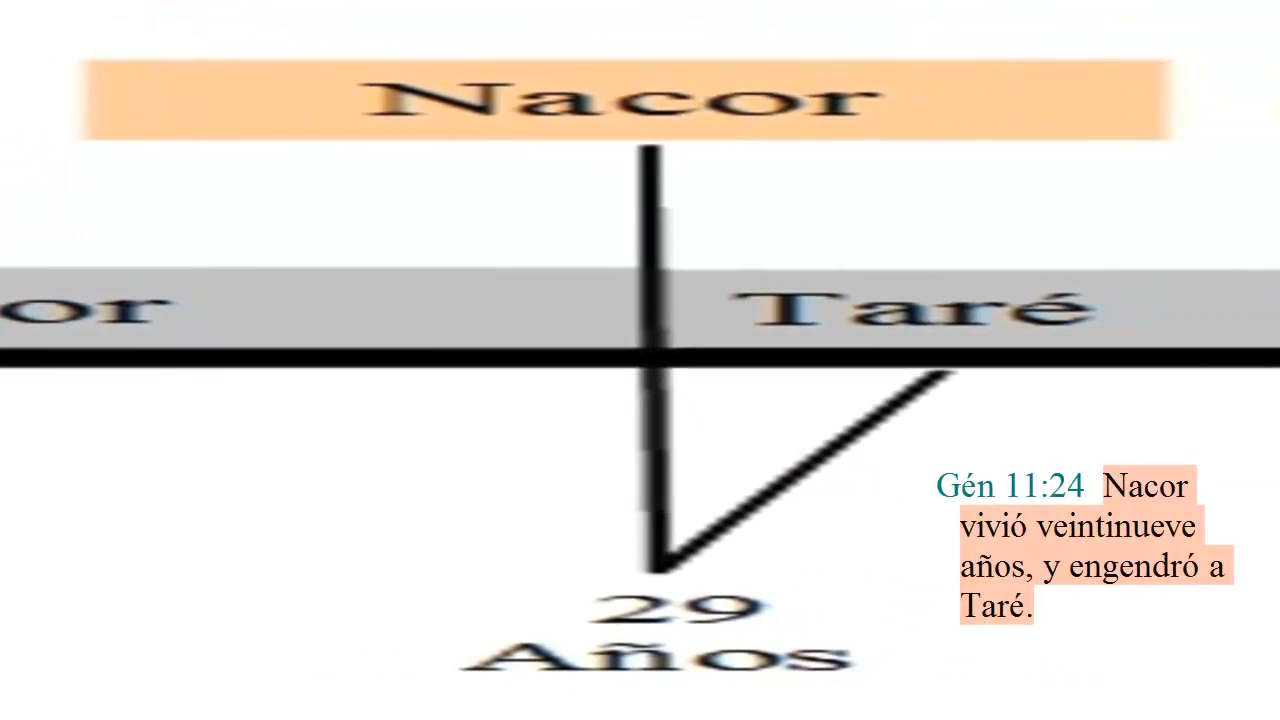 Nacor
or
Taré
Gén 11:24 Nacor
vivió veintinueve
años, y engendró a
Taré.
29
Años